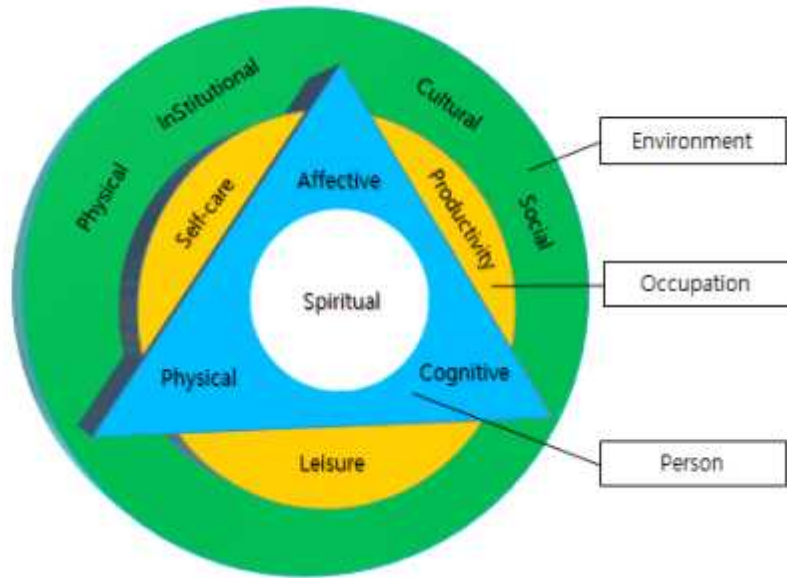 InStitutional
Cultural
Physical
Social
Environment
Self-care
Affective
Productivity
Spiritual
Occupation
Physical
Cognitive
Leisure
Person